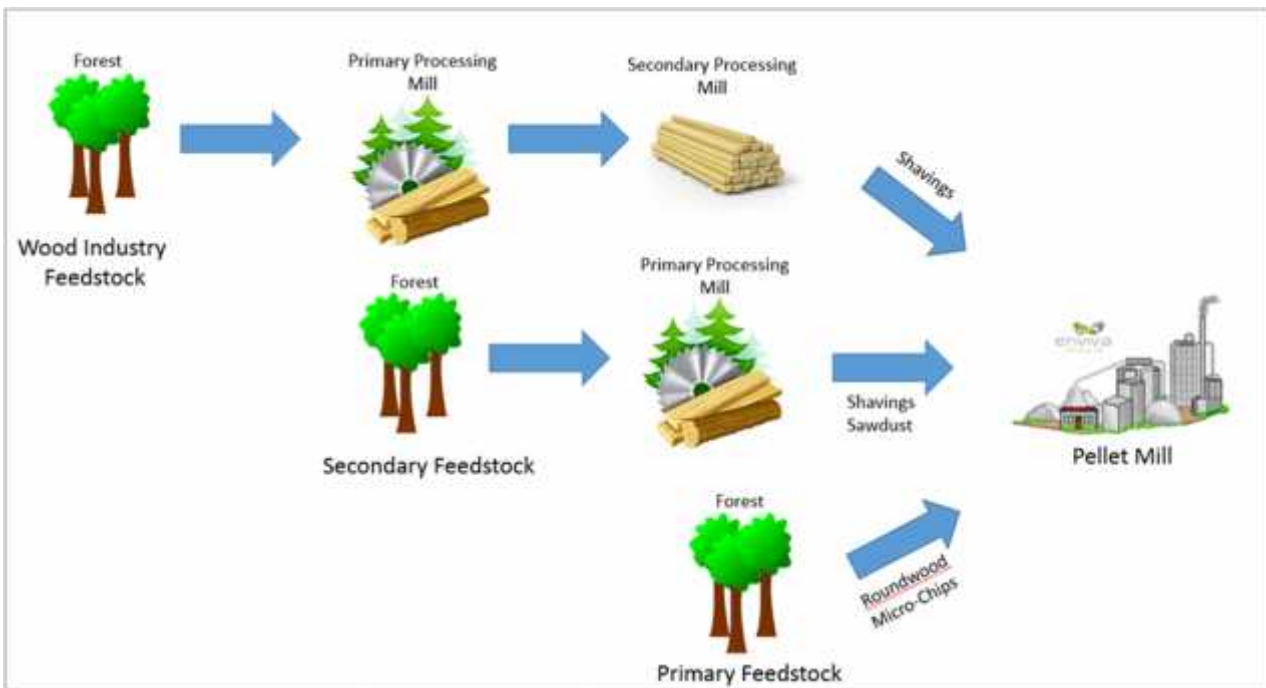 Forest
Primary Processing
Mill
Secondary Processing
Mill
Shavings
Wood Industry
Feedstock
Forest
Primary Processing
Mill
Secondary Feedstock
Shavings
Sawdust
enviva
Pellet Mill
Forest
Roundwood
Micro-Chips
Primary Feedstock